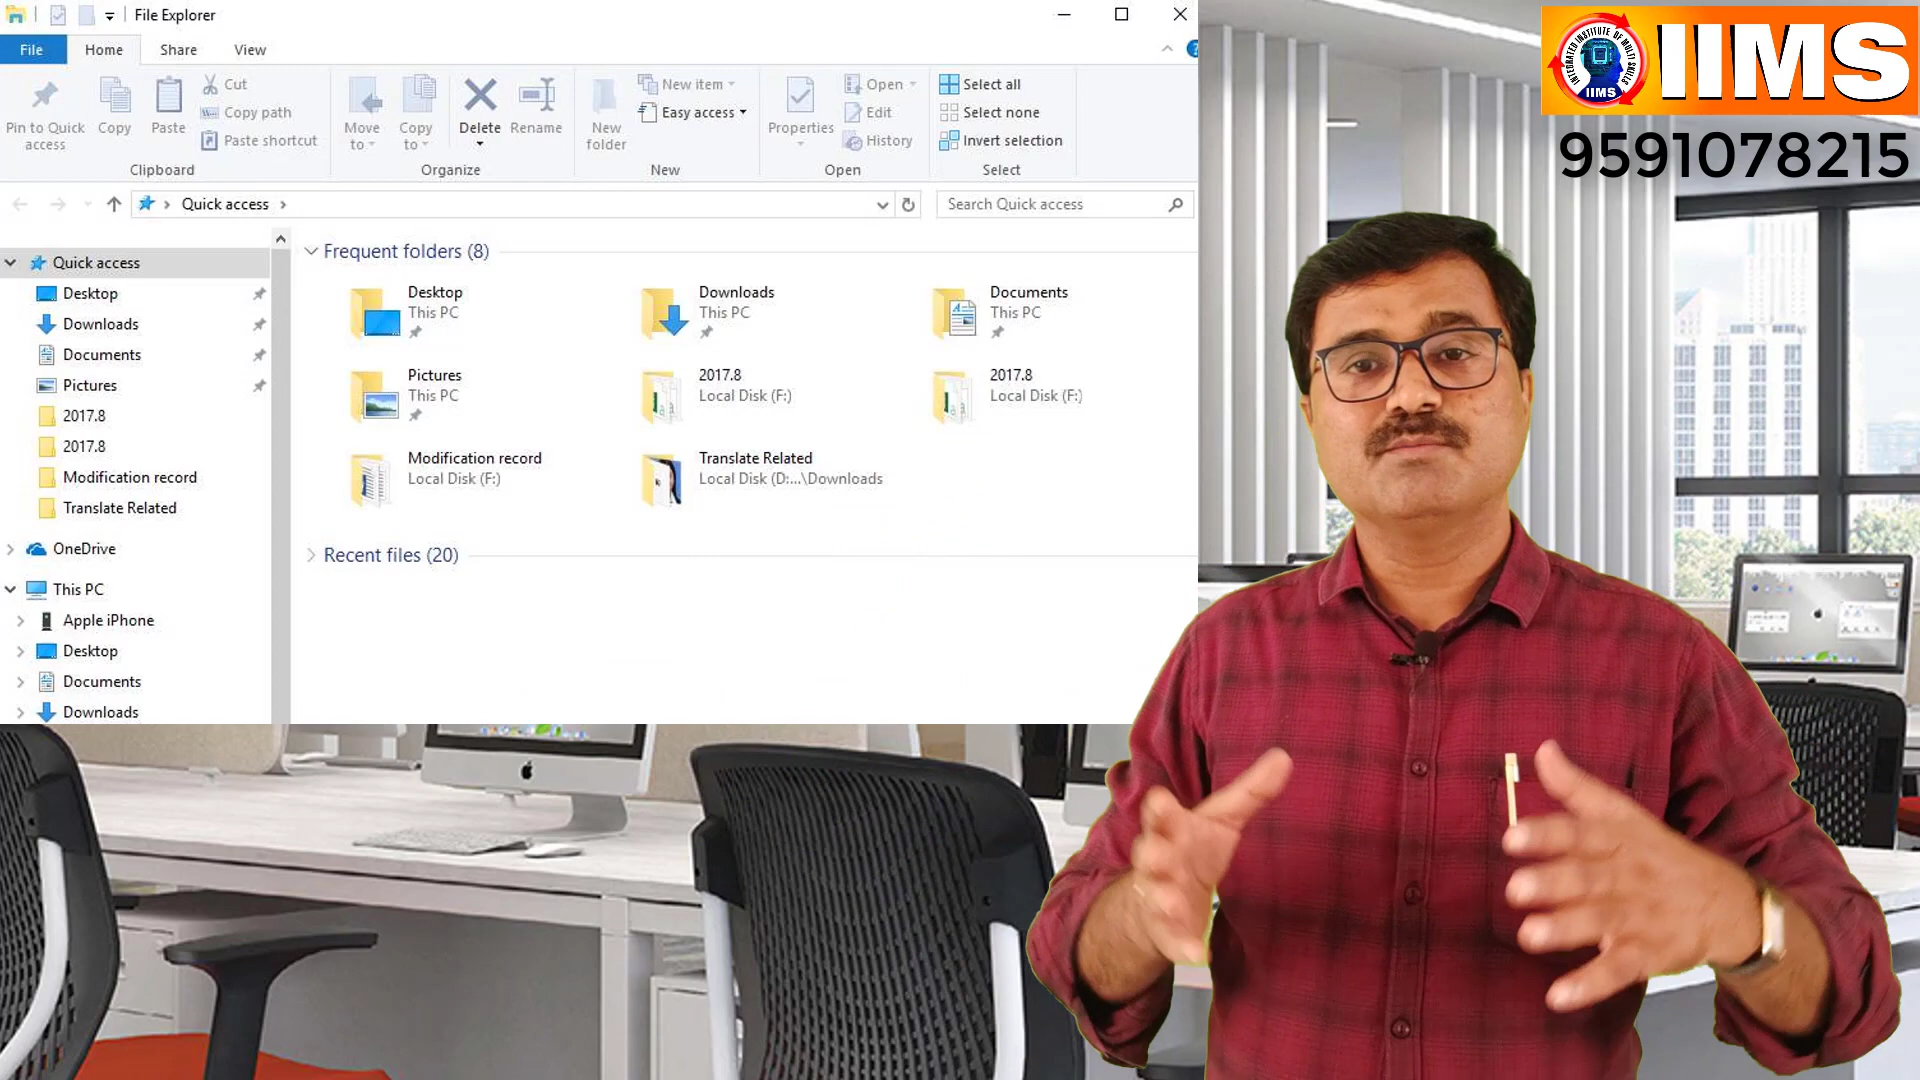 File Explorer
File Home Share View
Pin to Quick access
Copy
Paste
Cut
Copy path
Paste shortcut
Clipboard
Move to
Copy to
Delete
Rename
Organize
New folder
New item
Easy access
New
Properties
Open
Edit
History
Open
Select all
Select none
Invert selection
Select
Quick access
Search Quick access
Quick access
Desktop
Downloads
Documents
Pictures
2017.8
2017.8
Modification record
Translate Related
OneDrive
This PC
Apple iPhone
Desktop
Documents
Downloads
Frequent folders (8)
Desktop
This PC
Downloads
This PC
Documents
This PC
Pictures
This PC
2017.8
Local Disk (F:)
2017.8
Local Disk (F:)
Modification record
Local Disk (F:)
Translate Related
Local Disk (D:...\Downloads
Recent files (20)
INTEGRATED INSTITUTE OF MULTI SKILLS
IIMS
IIMS
9591078215